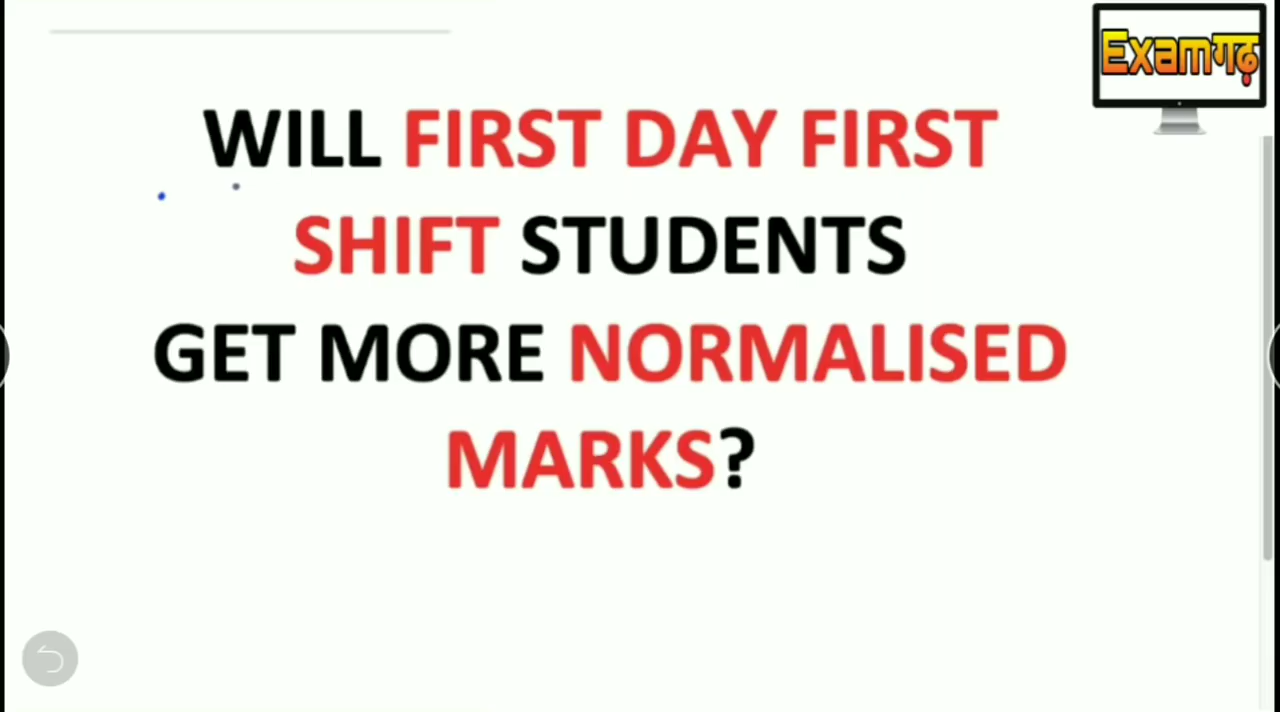 Examगढ़
WILL FIRST DAY FIRST
SHIFT STUDENTS
GET MORE NORMALISED
MARKS?